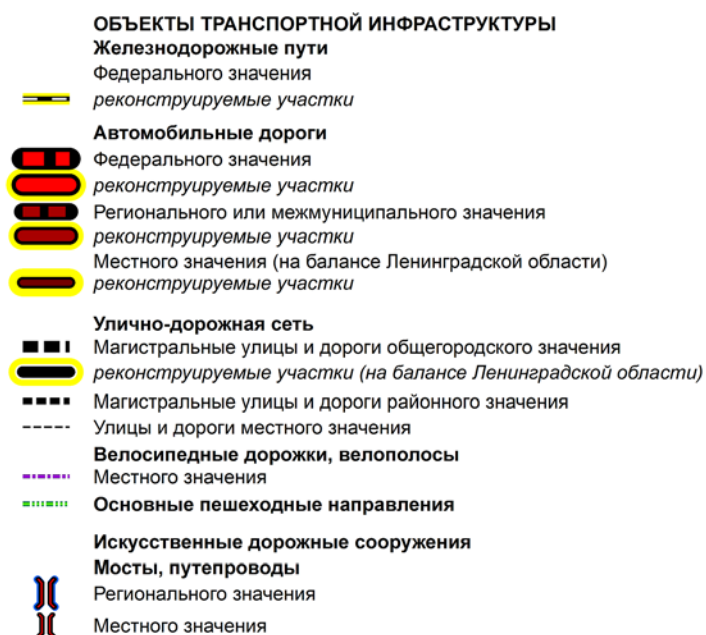 ОБЪЕКТЫ ТРАНСПОРТНОЙ ИНФРАСТРУКТУРЫ
Железнодорожные пути
Федерального значения
реконструируемые участки
Автомобильные дороги
Федерального значения
реконструируемые участки
Регионального или межмуниципального значения
реконструируемые участки
Местного значения (на балансе Ленинградской области)
реконструируемые участки
Улично-дорожная сеть
Магистральные улицы и дороги общегородского значения
реконструируемые участки (на балансе Ленинградской области)
Магистральные улицы и дороги районного значения
Улицы и дороги местного значения
Велосипедные дорожки, велополосы
Местного значения
Основные пешеходные направления
Искусственные дорожные сооружения
Мосты, путепроводы
Регионального значения
Местного значения